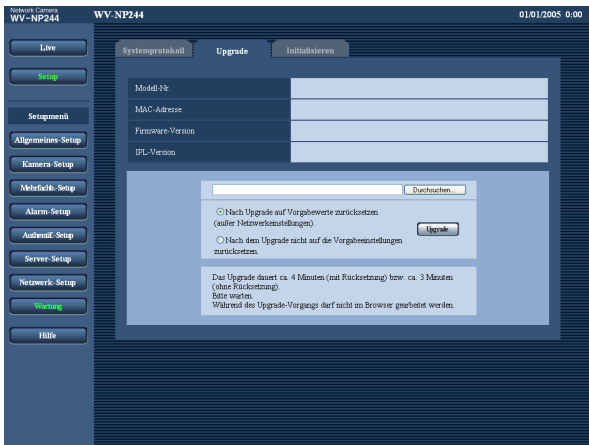 Network Camera
WV-NP244
WV-NP244
01/01/2005 0:00
Live
Setup
Setupmenü
Allgemeines-Setup
Kamera-Setup
Mehrfachb.-Setup
Alarm-Setup
Authentif.-Setup
Server-Setup
Netzwerk-Setup
Wartung
Hilfe
Systemprotokoll
Upgrade
Initialisieren
Modell-Nr.
MAC-Adresse
Firmware-Version
IPL-Version
Durchsuchen...
Nach Upgrade auf Vorgabewerte zurücksetzen
(außer Netzwerkeinstellungen).
Nach dem Upgrade nicht auf die Vorgabeeinstellungen
zurücksetzen.
Upgrade
Das Upgrade dauert ca. 4 Minuten (mit Rücksetzung) bzw. ca. 3 Minuten
(ohne Rücksetzung).
Bitte warten.
Während des Upgrade-Vorgangs darf nicht im Browser gearbeitet werden.